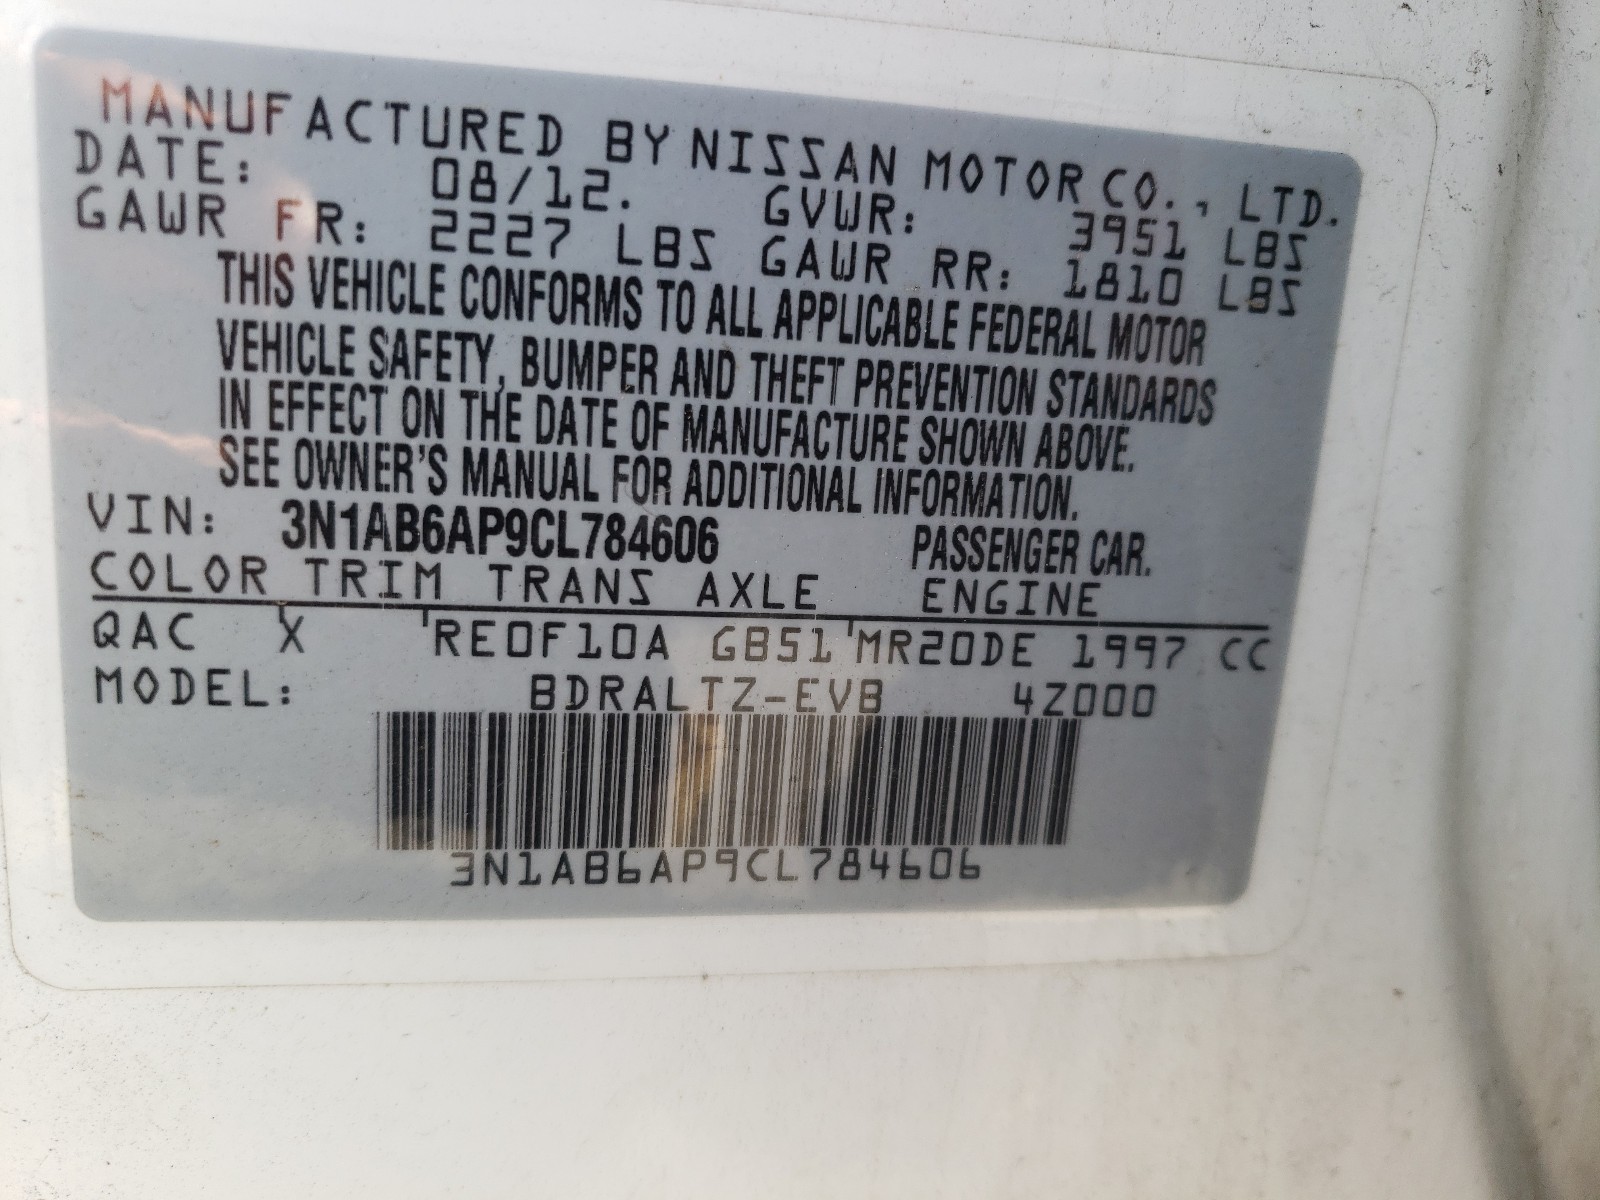 MANUFACTURED BY NISSAN MOTOR CO., LTD.
DATE: 08/12. GVWR: 3951 LBS
GAWR FR: 2227 LBS GAWR RR: 1810 LBS
THIS VEHICLE CONFORMS TO ALL APPLICABLE FEDERAL MOTOR
VEHICLE SAFETY, BUMPER AND THEFT PREVENTION STANDARDS
IN EFFECT ON THE DATE OF MANUFACTURE SHOWN ABOVE.
SEE OWNER'S MANUAL FOR ADDITIONAL INFORMATION.
VIN: 3N1AB6AP9CL784606 PASSENGER CAR.
COLOR TRIM TRANS AXLE ENGINE
QAC X RE0F10A GB51 MR20DE 1997 CC
MODEL: BDRALTZ-EVB 4Z000
3N1AB6AP9CL784606